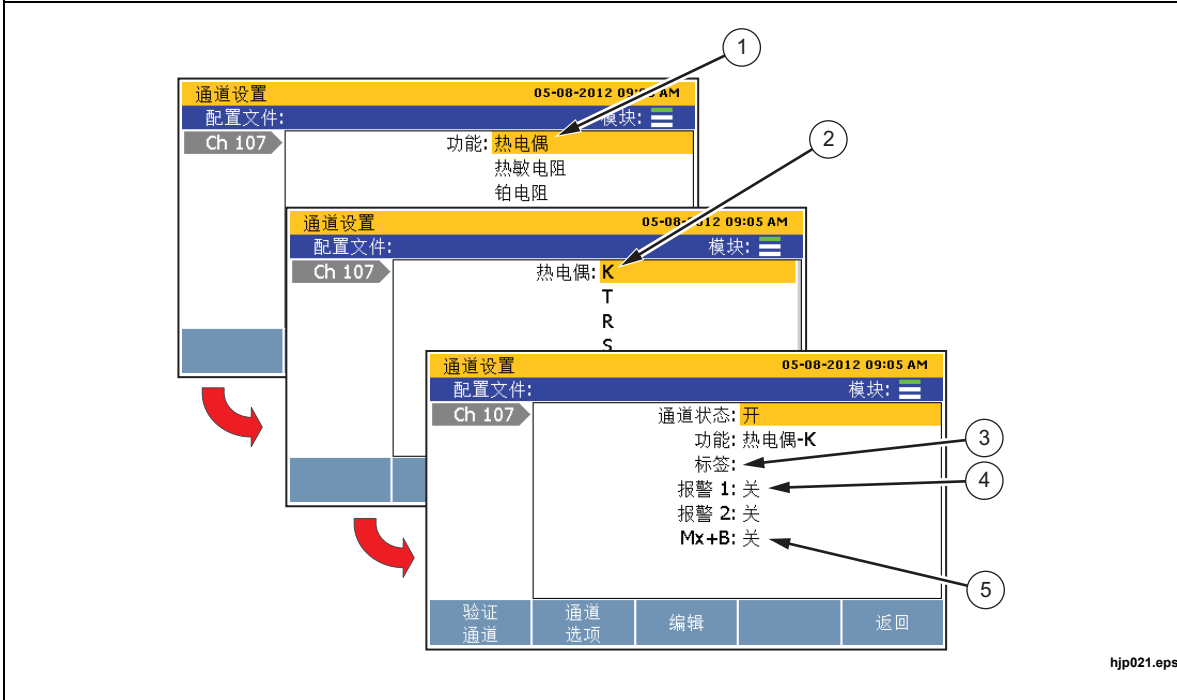 1
通道设置 05-08-2012 09:05 AM
配置文件: 模块:
Ch 107
功能: 热电偶
热敏电阻
铂电阻
2
通道设置 05-08-2012 09:05 AM
配置文件: 模块:
Ch 107
热电偶: K
T
R
S
通道设置 05-08-2012 09:05 AM
配置文件: 模块:
Ch 107
通道状态: 开
功能: 热电偶-K
标签:
3
报警 1: 关
4
报警 2: 关
Mx+B: 关
5
验证通道
通道选项
编辑
返回
hjp021.eps